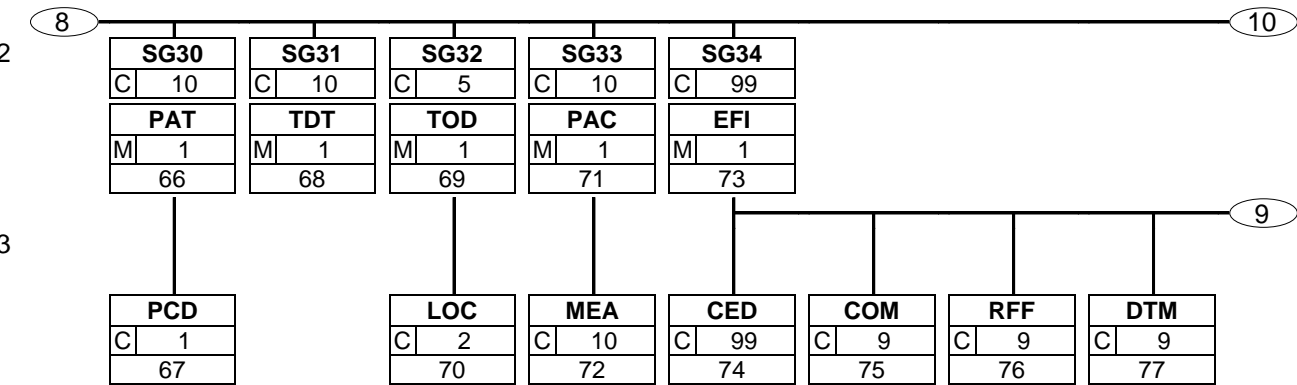 8 10
2
SG30 SG31 SG32 SG33 SG34
C 10 C 10 C 5 C 10 C 99
PAT TDT TOD PAC EFI
M 1 M 1 M 1 M 1 M 1
66 68 69 71 73
9
3
PCD LOC MEA CED COM RFF DTM
C 1 C 2 C 10 C 99 C 9 C 9 C 9
67 70 72 74 75 76 77